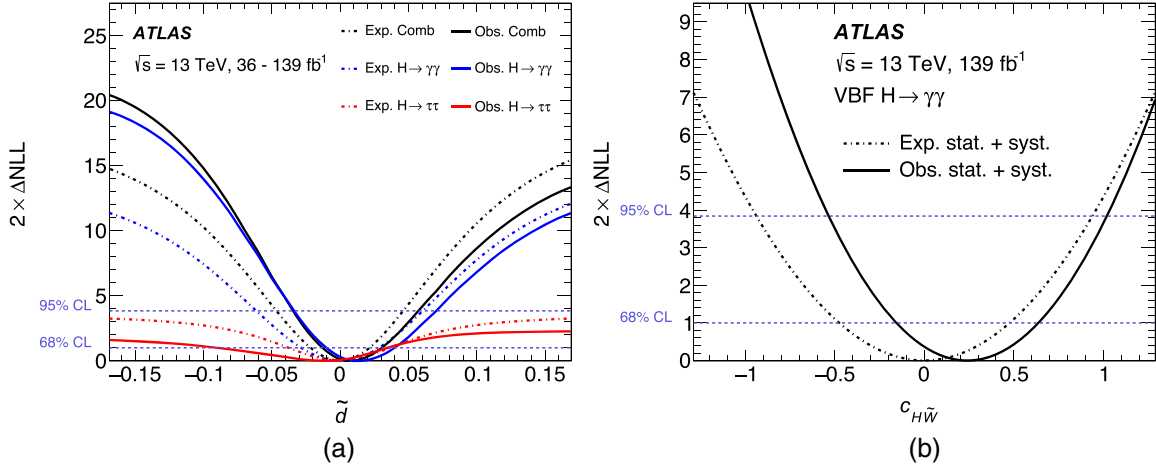 ATLAS
√s = 13 TeV, 36 - 139 fb⁻¹
Exp. Comb
Obs. Comb
Exp. H→γγ
Obs. H→γγ
Exp. H→ττ
Obs. H→ττ
25
20
15
10
5
0
2 × ΔNLL
95% CL
68% CL
−0.15 −0.1 −0.05 0 0.05 0.1 0.15
d̃
(a)
ATLAS
√s = 13 TeV, 139 fb⁻¹
VBF H→γγ
Exp. stat. + syst.
Obs. stat. + syst.
9
8
7
6
5
4
3
2
1
0
2 × ΔNLL
95% CL
68% CL
−1 −0.5 0 0.5 1
c_{HW̃}
(b)